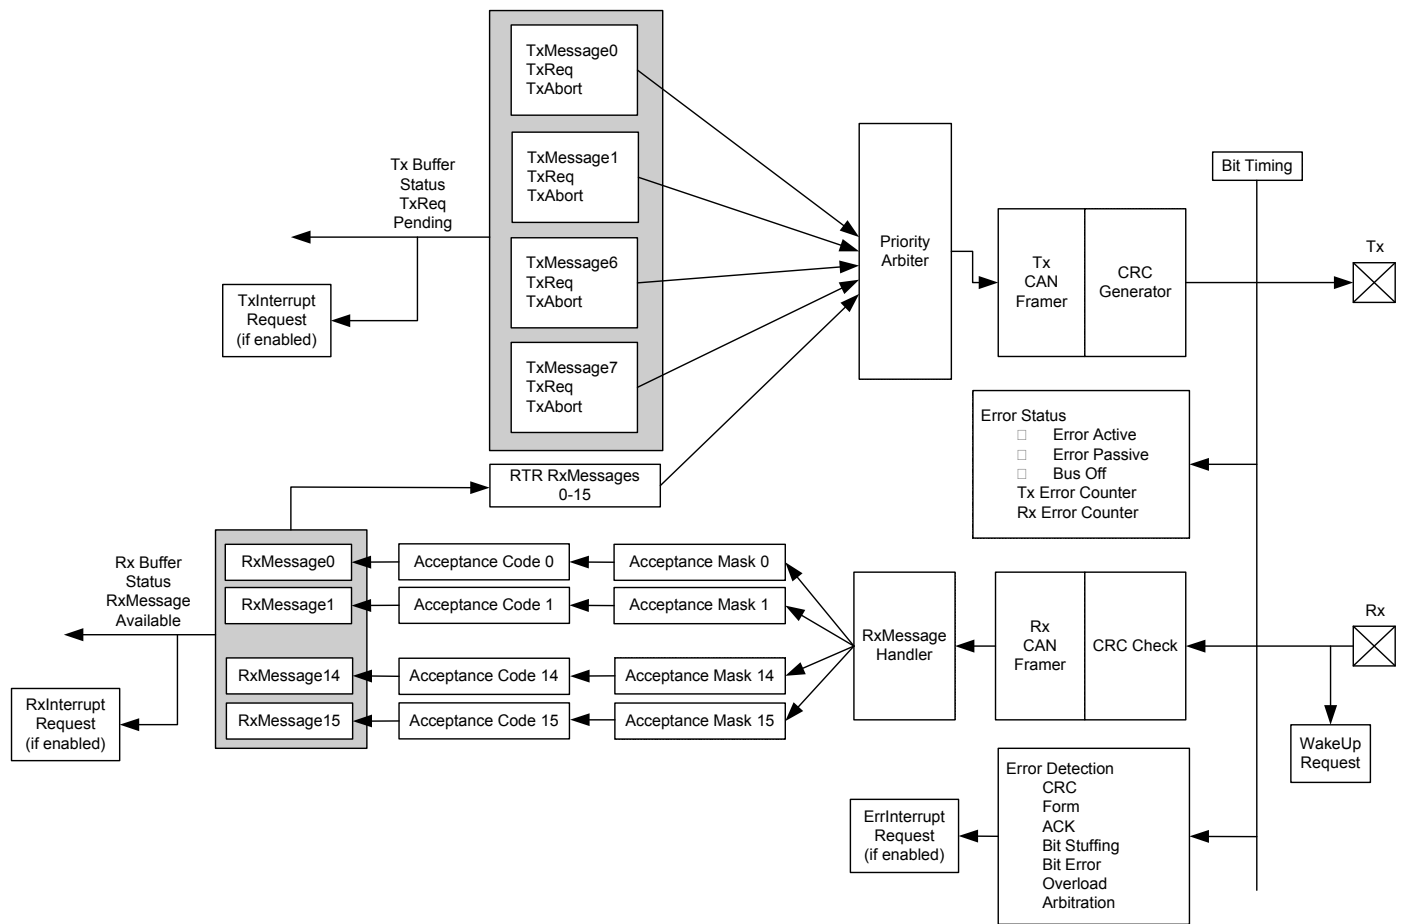 TxMessage0
TxReq
TxAbort
TxMessage1
TxReq
TxAbort
TxMessage6
TxReq
TxAbort
TxMessage7
TxReq
TxAbort
Tx Buffer
Status
TxReq
Pending
TxInterrupt
Request
(if enabled)
Priority
Arbiter
Tx
CAN
Framer
CRC
Generator
Bit Timing
Tx
Error Status
Error Active
Error Passive
Bus Off
Tx Error Counter
Rx Error Counter
RTR RxMessages
0-15
Rx Buffer
Status
RxMessage
Available
RxInterrupt
Request
(if enabled)
RxMessage0
Acceptance Code 0
Acceptance Mask 0
RxMessage1
Acceptance Code 1
Acceptance Mask 1
RxMessage14
Acceptance Code 14
Acceptance Mask 14
RxMessage15
Acceptance Code 15
Acceptance Mask 15
RxMessage
Handler
Rx
CAN
Framer
CRC Check
Rx
WakeUp
Request
ErrInterrupt
Request
(if enabled)
Error Detection
CRC
Form
ACK
Bit Stuffing
Bit Error
Overload
Arbitration